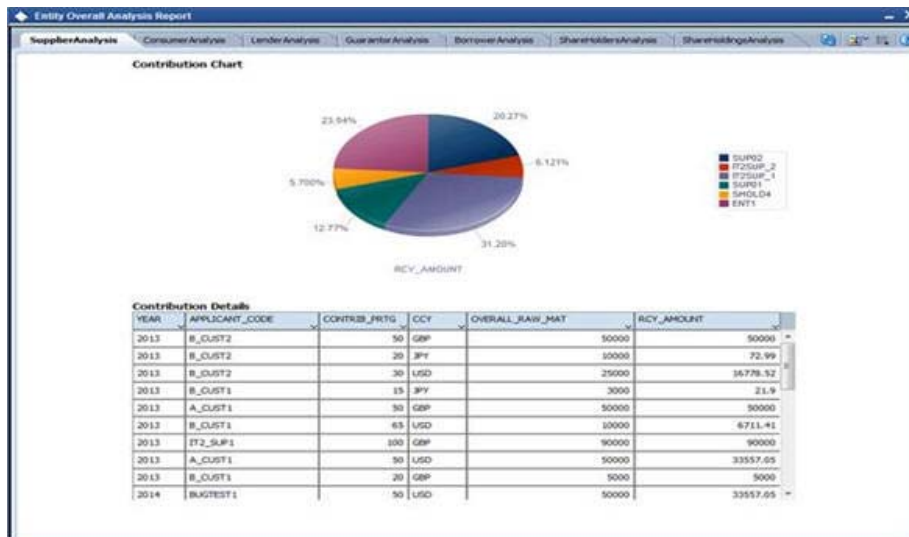 Entity Overall Analysis Report
SupplierAnalysis ConsumerAnalysis LenderAnalysis GuarantorAnalysis BorrowerAnalysis ShareHoldersAnalysis ShareHoldingsAnalysis
Contribution Chart
23.94%
20.27%
6.121%
5.700%
12.77%
31.20%
RCY_AMOUNT
SUP02
IT2SUP_2
IT2SUP_1
SUP01
SHOLD4
ENT1
Contribution Details
YEAR APPLICANT_CODE CONTRIB_PRTG CCY OVERALL_RAW_MAT RCY_AMOUNT
2013 B_CUST2 50 GBP 50000 50000
2013 B_CUST2 20 JPY 10000 72.99
2013 B_CUST2 30 USD 25000 16778.52
2013 B_CUST1 15 JPY 3000 21.9
2013 A_CUST1 50 GBP 50000 50000
2013 B_CUST1 65 USD 10000 6711.41
2013 IT2_SUP1 100 GBP 90000 90000
2013 A_CUST1 50 USD 50000 33557.05
2013 B_CUST1 20 GBP 5000 5000
2014 BUGTEST1 50 USD 50000 33557.05